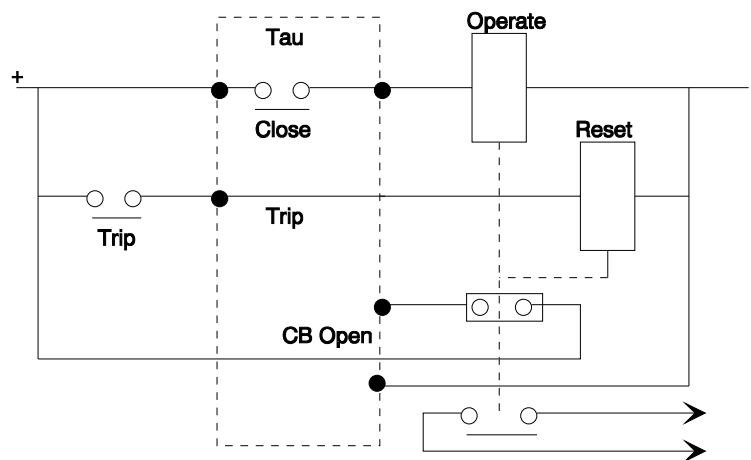 Tau
Operate
+
Close
Reset
Trip
Trip
CB Open